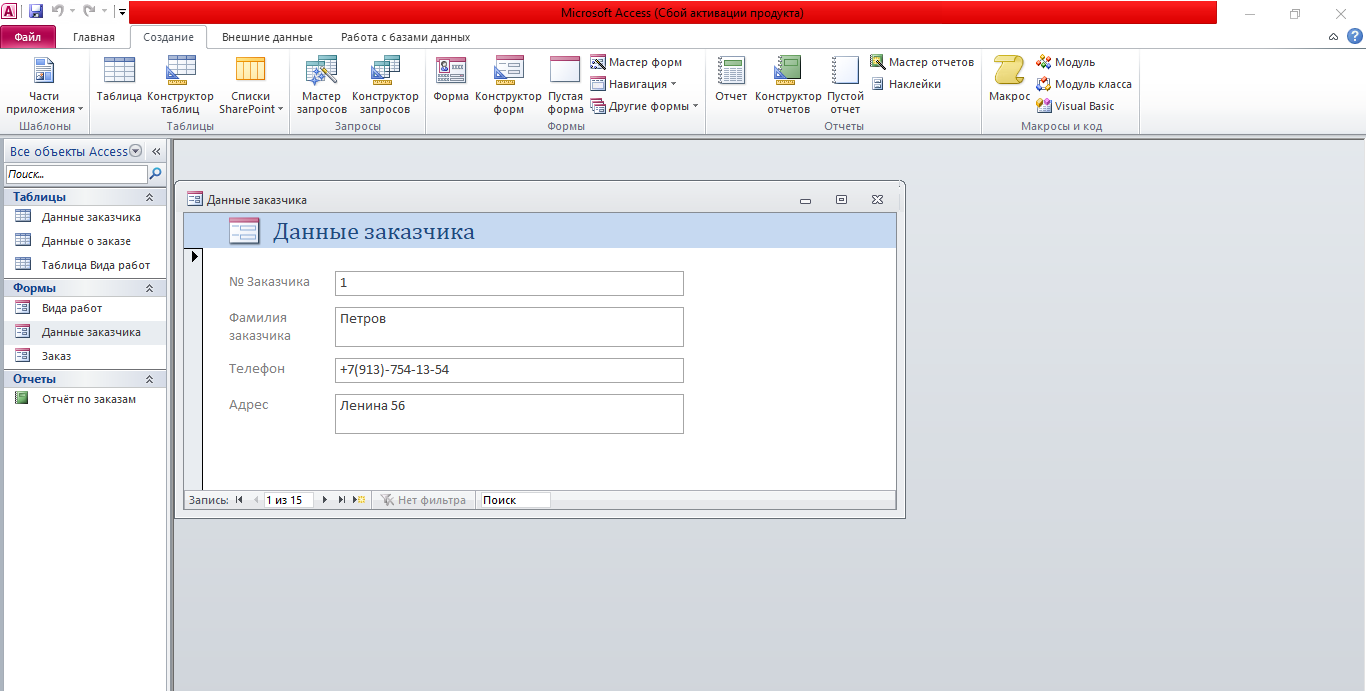 Microsoft Access (Сбой активации продукта)
Файл Главная Создание Внешние данные Работа с базами данных
Части приложения
Таблица
Конструктор таблиц
Списки SharePoint
Мастер запросов
Конструктор запросов
Форма
Конструктор форм
Пустая форма
Мастер форм
Навигация
Другие формы
Отчет
Конструктор отчетов
Пустой отчет
Мастер отчетов
Наклейки
Макрос
Модуль
Модуль класса
Visual Basic
Шаблоны Таблицы Запросы Формы Отчеты Макросы и код
Все объекты Access
Поиск...
Таблицы
Данные заказчика
Данные о заказе
Таблица Вида работ
Формы
Вида работ
Данные заказчика
Заказ
Отчеты
Отчёт по заказам
Данные заказчика
Данные заказчика
№ Заказчика 1
Фамилия заказчика Петров
Телефон +7(913)-754-13-54
Адрес Ленина 56
Запись: 1 из 15 Нет фильтра Поиск